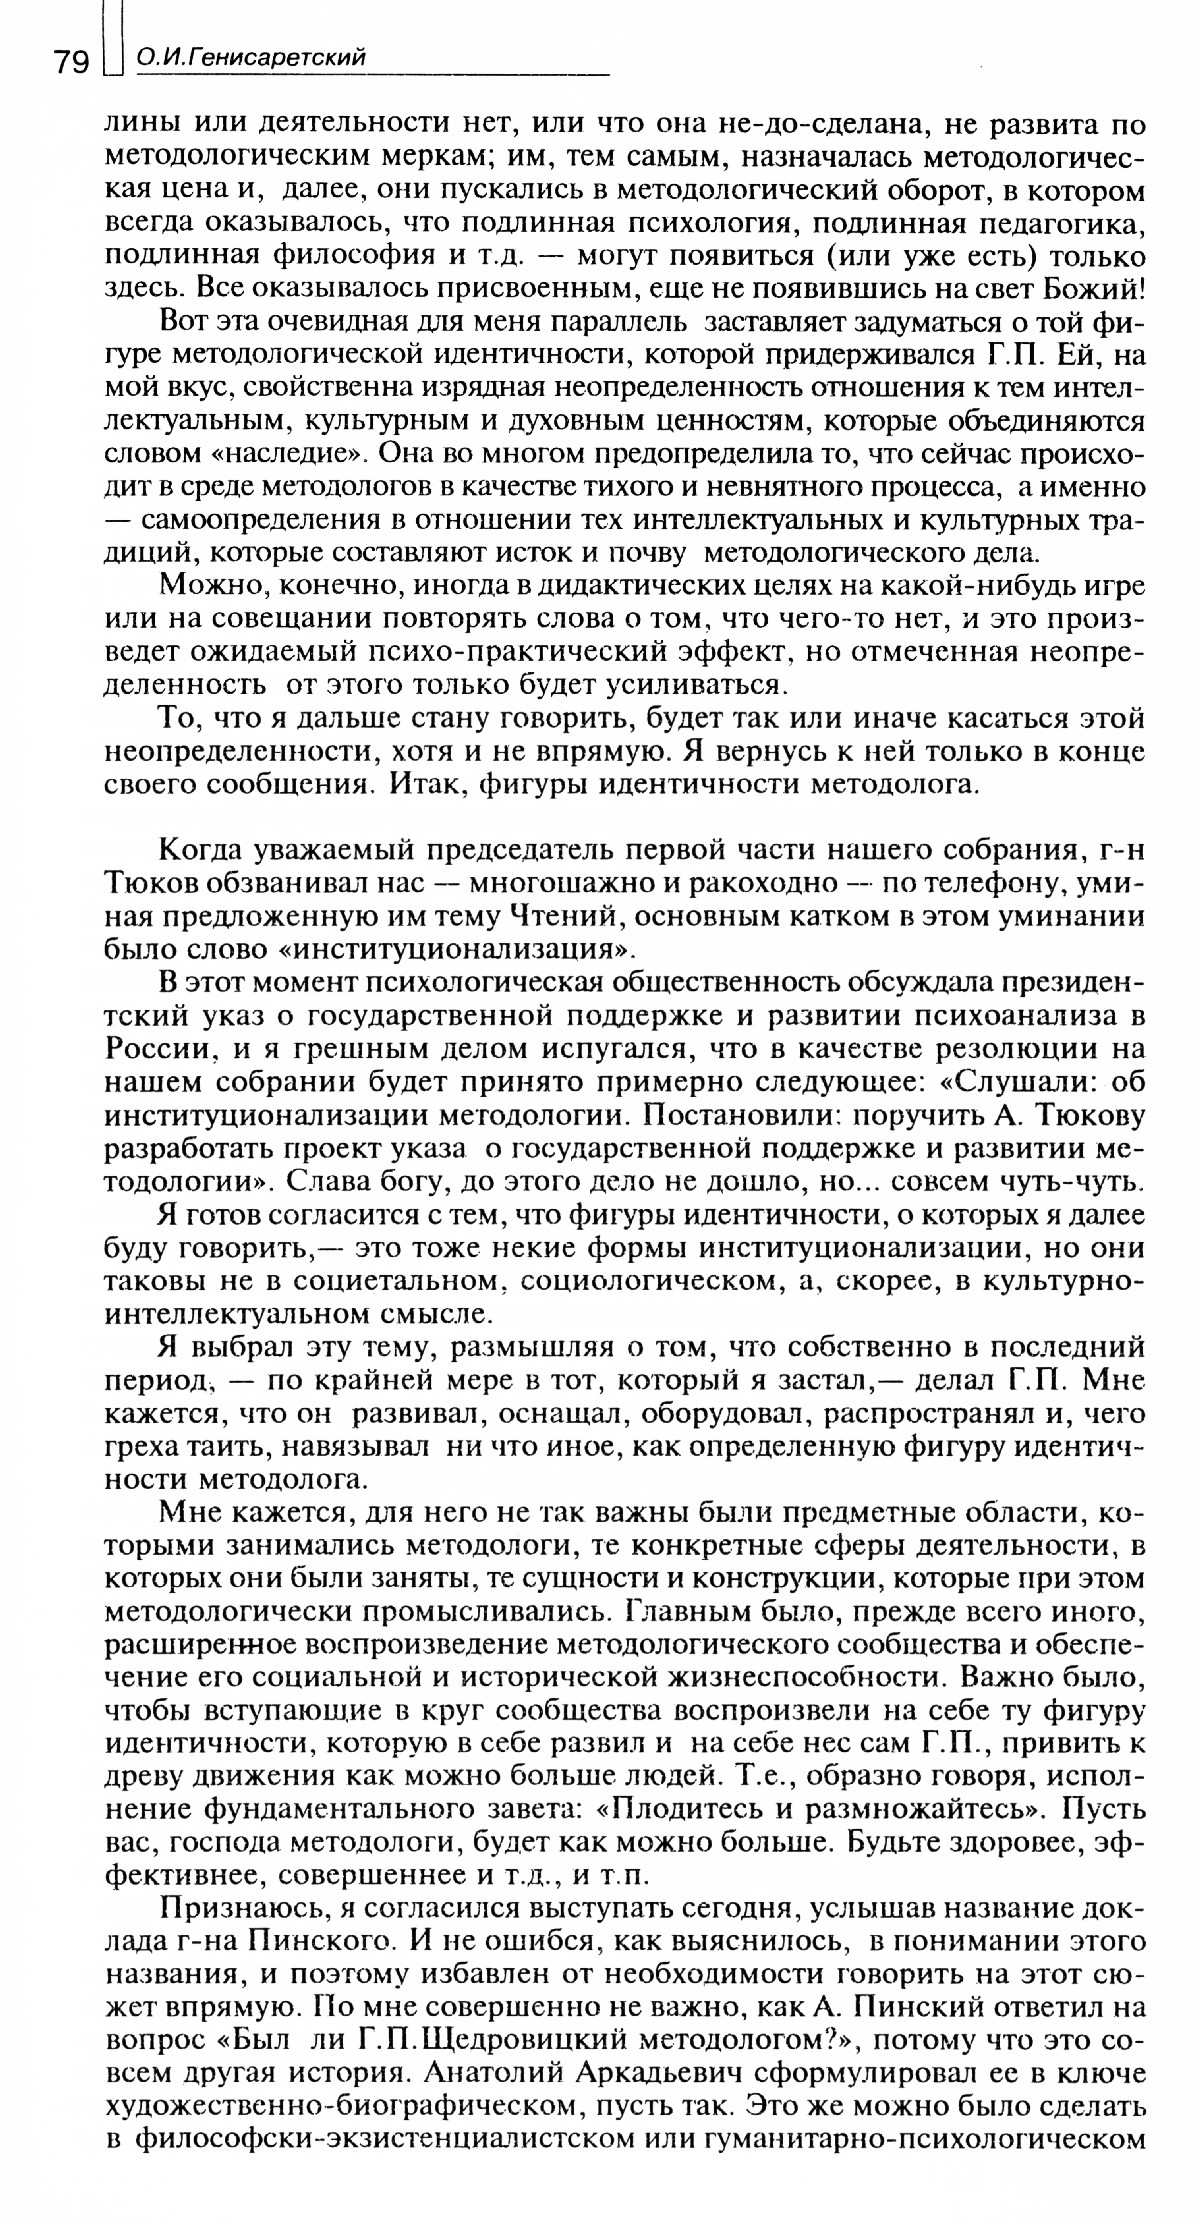 79
О.И.Генисаретский
лины или деятельности нет, или что она не-до-сделана, не развита по
методологическим меркам; им, тем самым, назначалась методологичес-
кая цена и, далее, они пускались в методологический оборот, в котором
всегда оказывалось, что подлинная психология, подлинная педагогика,
подлинная философия и т.д. — могут появиться (или уже есть) только
здесь. Все оказывалось присвоенным, еще не появившись на свет Божий!
Вот эта очевидная для меня параллель заставляет задуматься о той фи-
гуре методологической идентичности, которой придерживался Г.П. Ей, на
мой вкус, свойственна изрядная неопределенность отношения к тем интел-
лектуальным, культурным и духовным ценностям, которые объединяются
словом «наследие». Она во многом предопределила то, что сейчас происхо-
дит в среде методологов в качестве тихого и невнятного процесса, а именно
— самоопределения в отношении тех интеллектуальных и культурных тра-
диций, которые составляют исток и почву методологического дела.
Можно, конечно, иногда в дидактических целях на какой-нибудь игре
или на совещании повторять слова о том, что чего-то нет, и это произ-
ведет ожидаемый психо-практический эффект, но отмеченная неопре-
деленность от этого только будет усиливаться.
То, что я дальше стану говорить, будет так или иначе касаться этой
неопределенности, хотя и не впрямую. Я вернусь к ней только в конце
своего сообщения. Итак, фигуры идентичности методолога.
Когда уважаемый председатель первой части нашего собрания, г-н
Тюков обзванивал нас — многошажно и ракоходно — по телефону, уми-
ная предложенную им тему Чтений, основным катком в этом уминании
было слово «институционализация».
В этот момент психологическая общественность обсуждала президен-
тский указ о государственной поддержке и развитии психоанализа в
России, и я грешным делом испугался, что в качестве резолюции на
нашем собрании будет принято примерно следующее: «Слушали: об
институционализации методологии. Постановили: поручить А. Тюкову
разработать проект указа о государственной поддержке и развитии ме-
тодологии». Слава богу, до этого дело не дошло, но... совсем чуть-чуть.
Я готов согласится с тем, что фигуры идентичности, о которых я далее
буду говорить,— это тоже некие формы институционализации, но они
таковы не в социетальном, социологическом, а, скорее, в культурно-
интеллектуальном смысле.
Я выбрал эту тему, размышляя о том, что собственно в последний
период, — по крайней мере в тот, который я застал,— делал Г.П. Мне
кажется, что он развивал, оснащал, оборудовал, распространял и, чего
греха таить, навязывал ни что иное, как определенную фигуру идентич-
ности методолога.
Мне кажется, для него не так важны были предметные области, ко-
торыми занимались методологи, те конкретные сферы деятельности, в
которых они были заняты, те сущности и конструкции, которые при этом
методологически промысливались. Главным было, прежде всего иного,
расширенное воспроизведение методологического сообщества и обеспе-
чение его социальной и исторической жизнеспособности. Важно было,
чтобы вступающие в круг сообщества воспроизвели на себе ту фигуру
идентичности, которую в себе развил и на себе нес сам Г.П., привить к
древу движения как можно больше людей. Т.е., образно говоря, испол-
нение фундаментального завета: «Плодитесь и размножайтесь». Пусть
вас, господа методологи, будет как можно больше. Будьте здоровее, эф-
фективнее, совершеннее и т.д., и т.п.
Признаюсь, я согласился выступать сегодня, услышав название док-
лада г-на Пинского. И не ошибся, как выяснилось, в понимании этого
названия, и поэтому избавлен от необходимости говорить на этот сю-
жет впрямую. По мне совершенно не важно, как А. Пинский ответил на
вопрос «Был ли Г.П.Щедровицкий методологом?», потому что это со-
всем другая история. Анатолий Аркадьевич сформулировал ее в ключе
художественно-биографическом, пусть так. Это же можно было сделать
в философски-экзистенциалистском или гуманитарно-психологическом